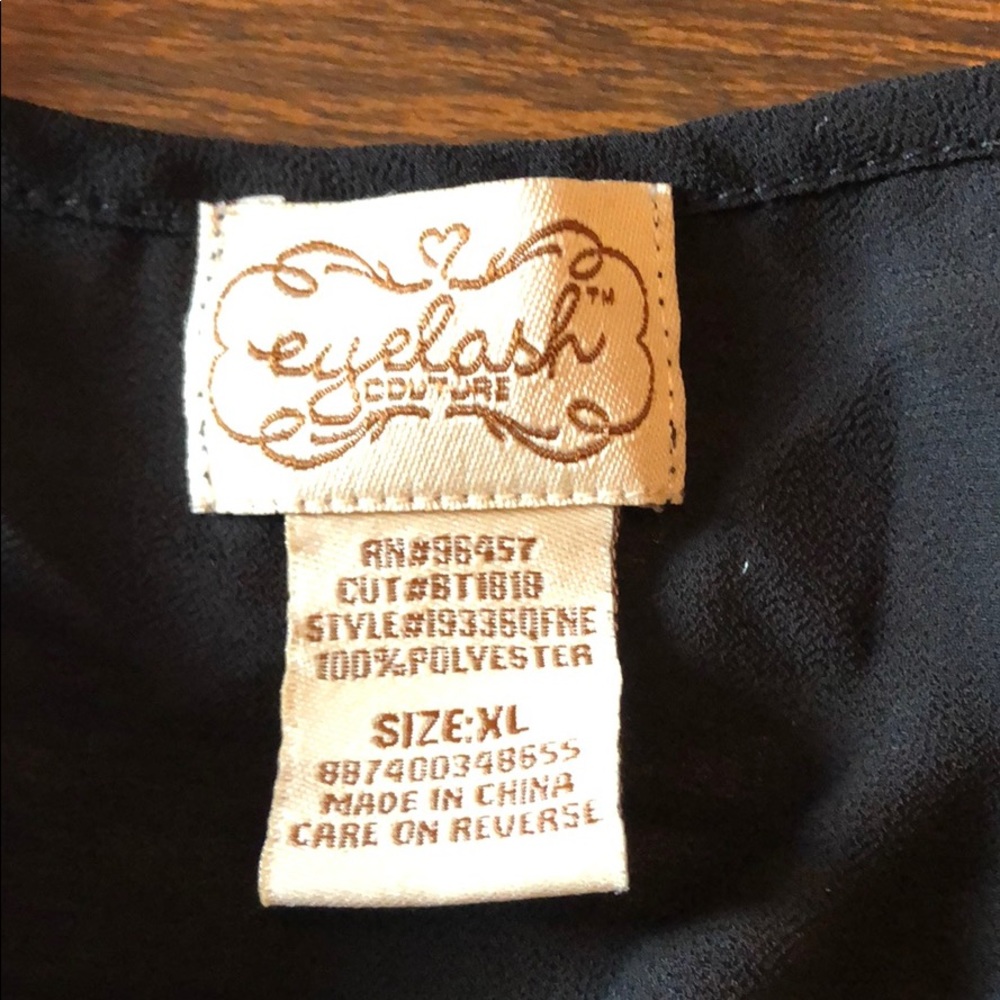 eyelash™
COUTURE
RN#96457
CUT#BT1818
STYLE#19336QFNE
100%POLYESTER
SIZE:XL
887400348655
MADE IN CHINA
CARE ON REVERSE